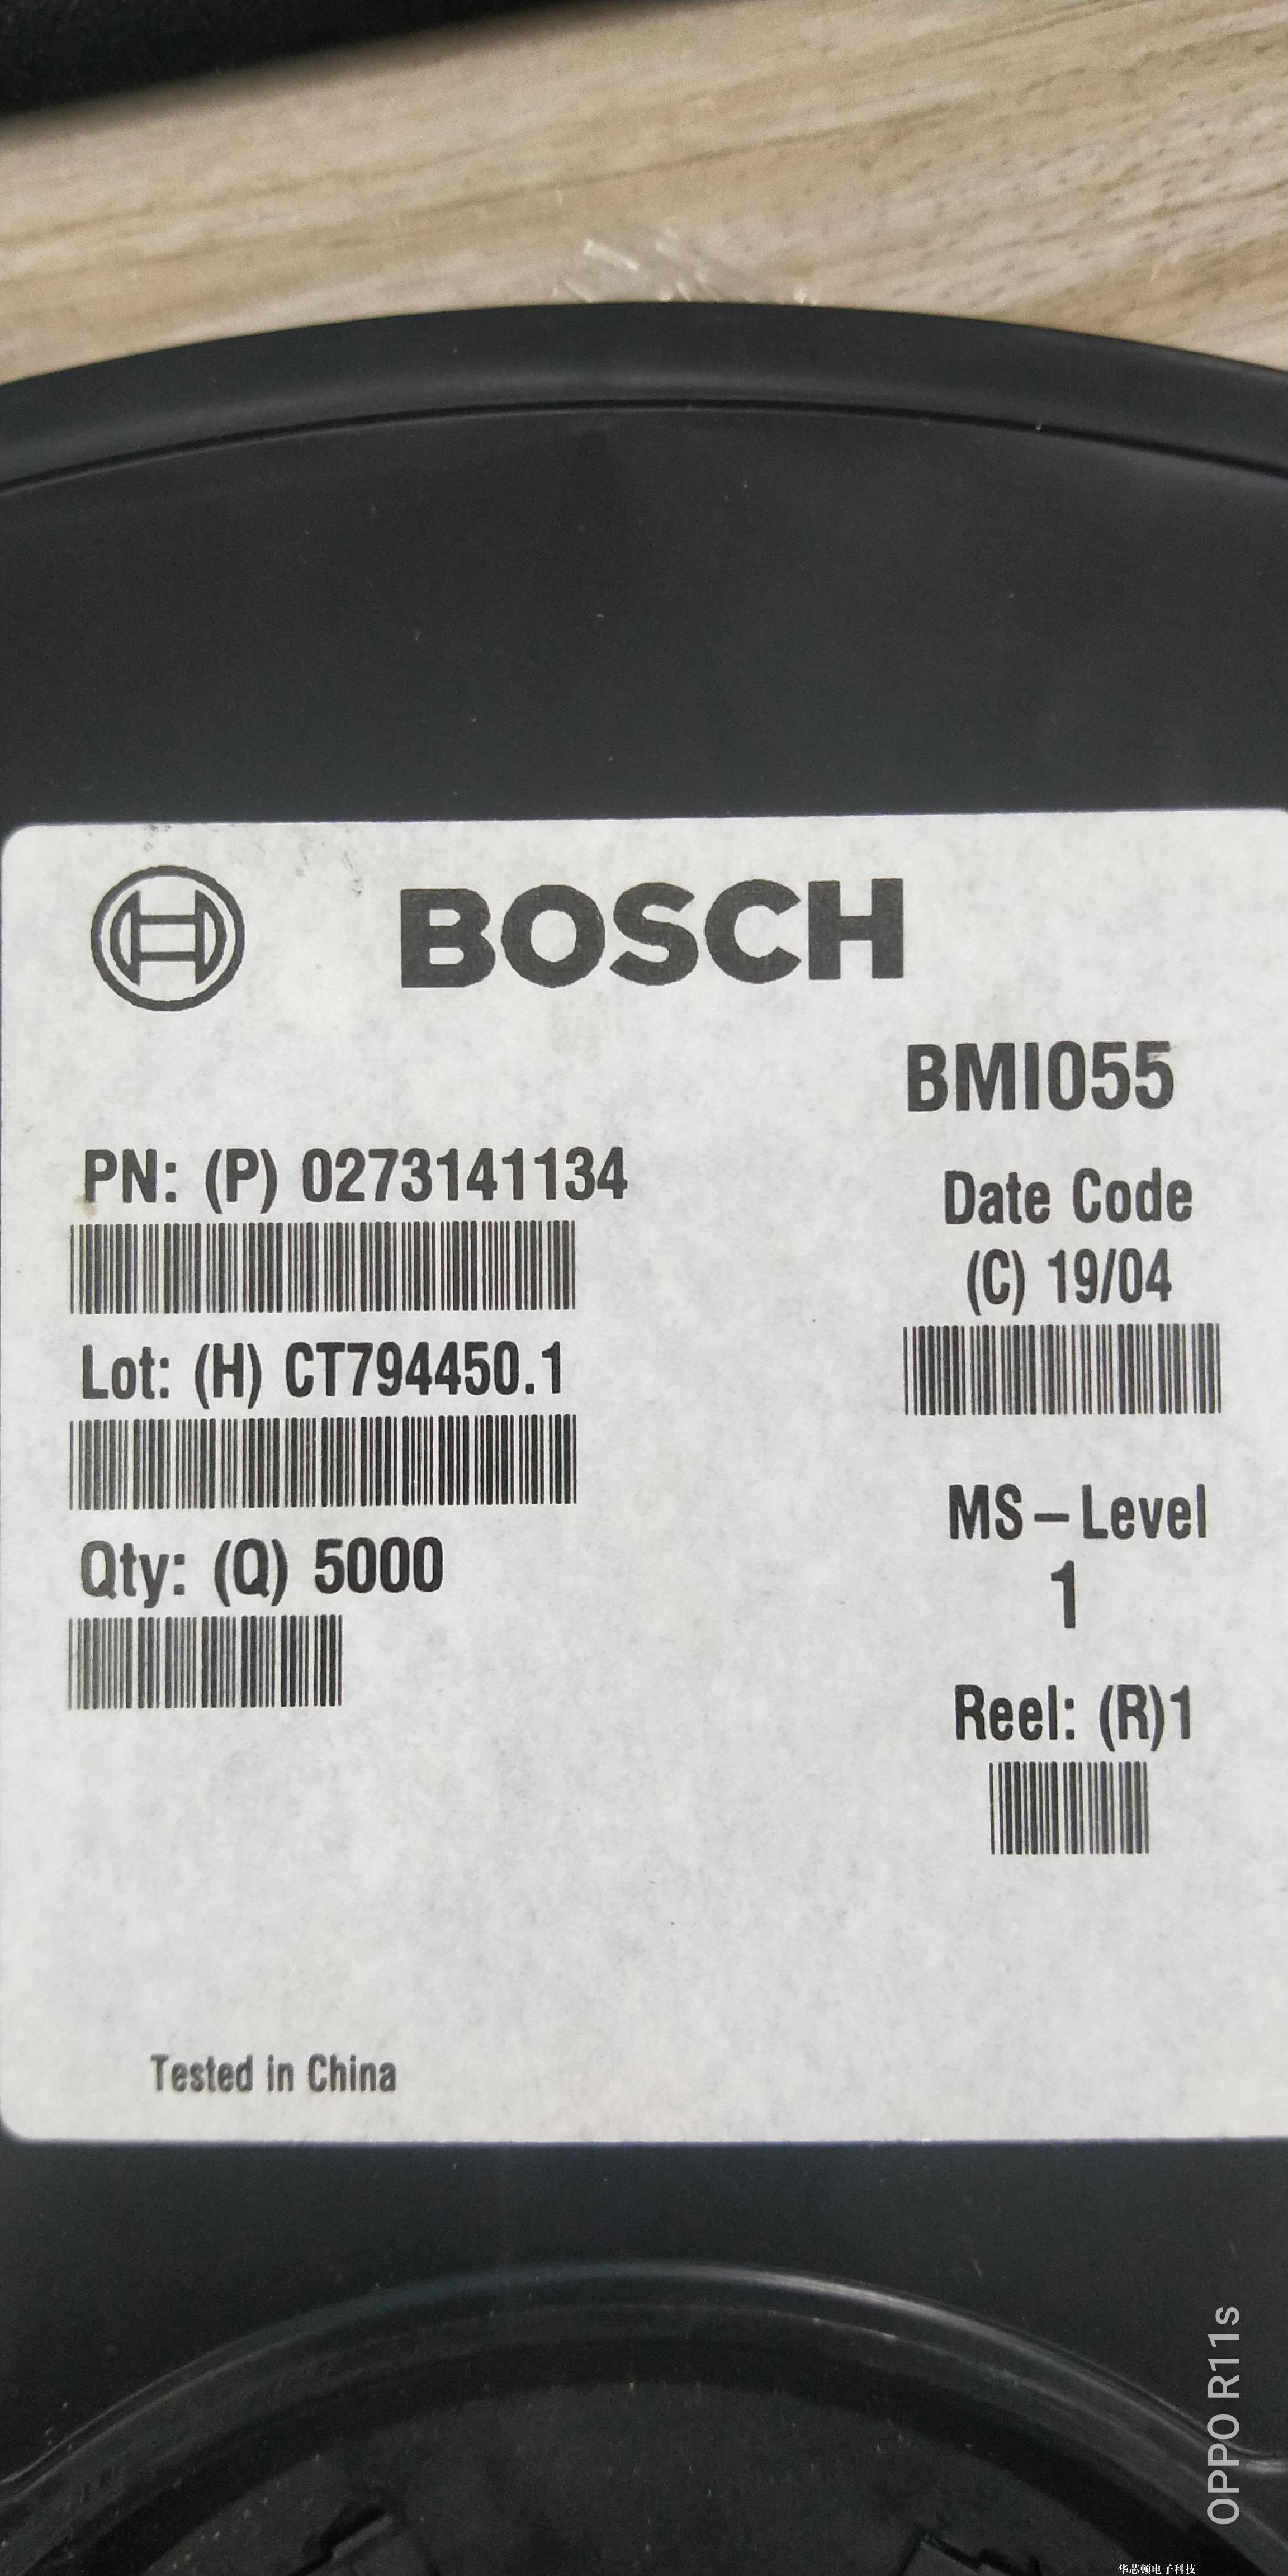 BOSCH
BMI055
PN: (P) 0273141134
Date Code
(C) 19/04
Lot: (H) CT794450.1
MS-Level
1
Qty: (Q) 5000
Reel: (R)1
Tested in China
OPPO R11s
华芯顿电子科技